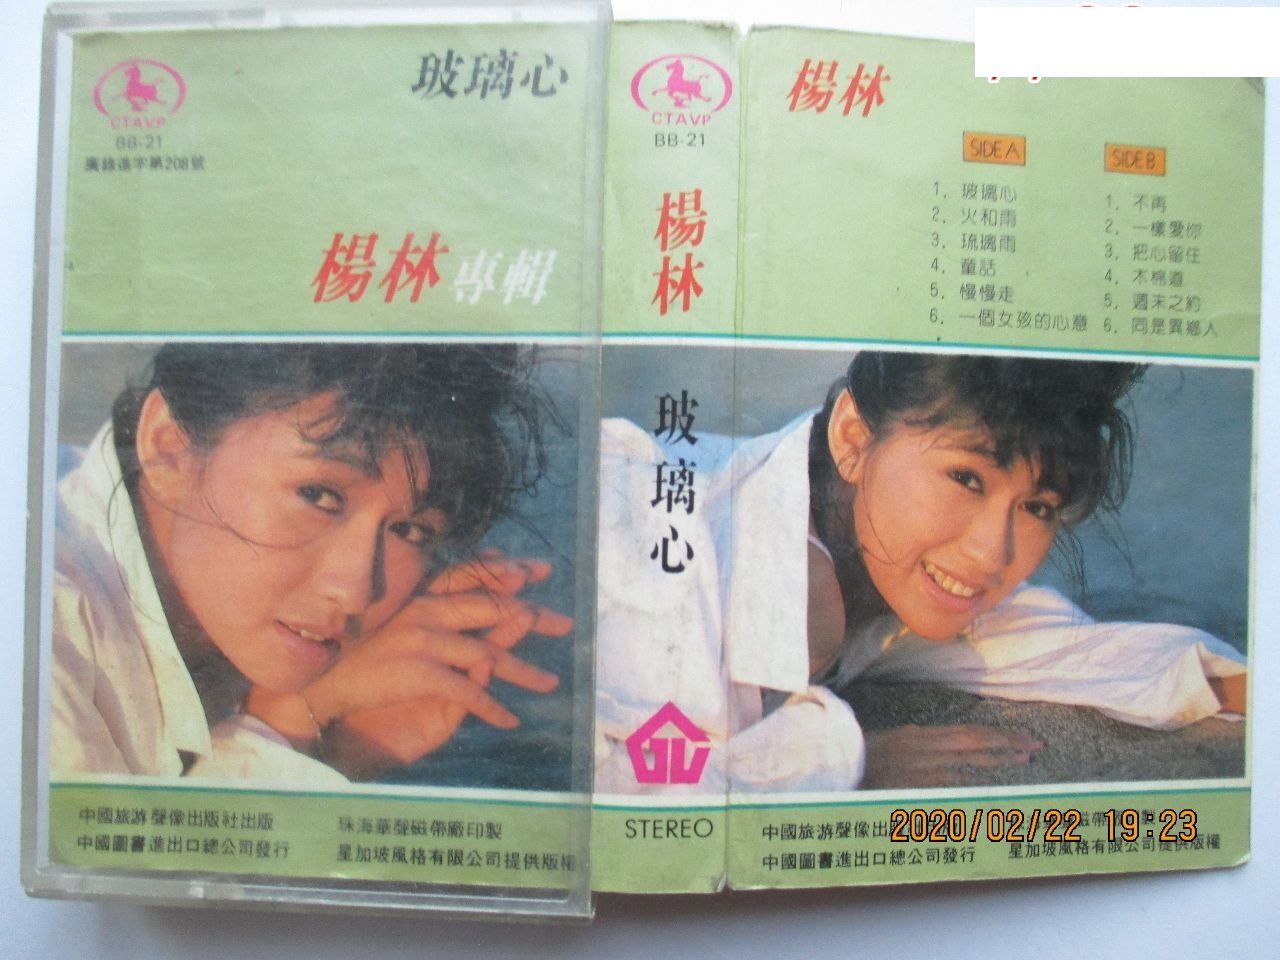 CTAVP
BB-21
廣錄進字第208號
玻璃心
楊林專輯
中國旅游聲像出版社出版
珠海華聲磁帶廠印製
中國圖書進出口總公司發行
星加坡風格有限公司提供版權
CTAVP
BB-21
楊林
玻璃心
STEREO
楊林
SIDE A
1. 玻璃心
2. 火和雨
3. 琉璃雨
4. 童話
5. 慢慢走
6. 一個女孩的心意
SIDE B
1. 不再
2. 一樣愛你
3. 把心留住
4. 木棉道
5. 週末之約
6. 同是異鄉人
中國旅游聲像出
中國圖書進出口總公司發行
星加坡風格有限公司提供版權
2020/02/22 19:23